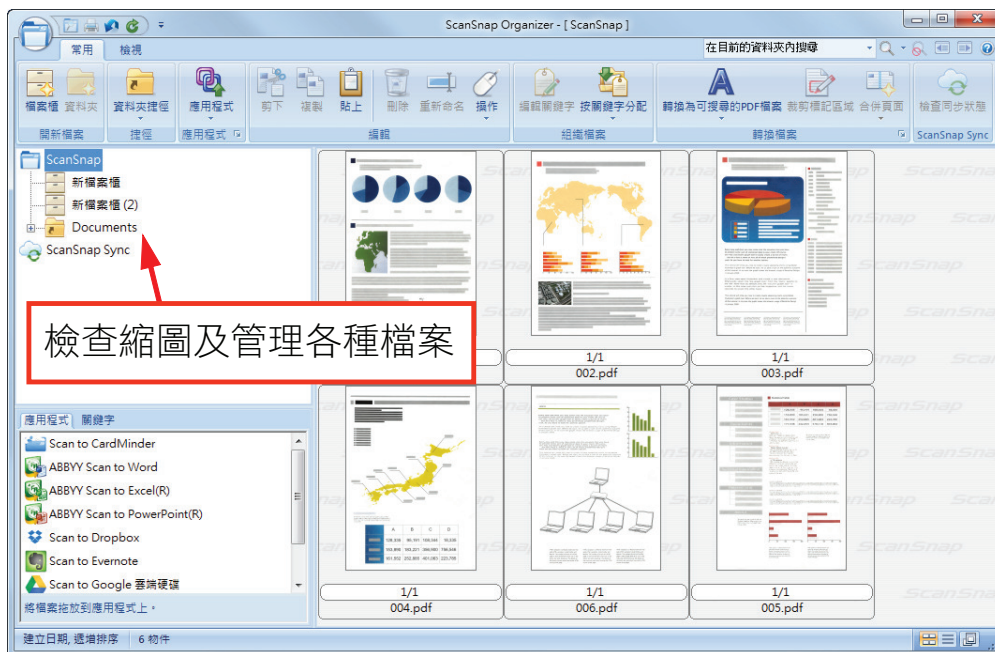 ScanSnap Organizer - [ ScanSnap ]
常用 檢視
在目前的資料夾內搜尋
檔案櫃 資料夾 資料夾捷徑 應用程式 剪下 複製 貼上 刪除 重新命名 操作 編輯關鍵字 按關鍵字分配 轉換為可搜尋的PDF檔案 裁剪標記區域 合併頁面 檢查同步狀態
開新檔案 捷徑 應用程式 編輯 組織檔案 轉換檔案 ScanSnap Sync
ScanSnap
新檔案櫃
新檔案櫃 (2)
Documents
ScanSnap Sync
檢查縮圖及管理各種檔案
1/1
002.pdf
1/1
003.pdf
應用程式 關鍵字
Scan to CardMinder
ABBYY Scan to Word
ABBYY Scan to Excel(R)
ABBYY Scan to PowerPoint(R)
Scan to Dropbox
Scan to Evernote
Scan to Google 雲端硬碟
將檔案拖放到應用程式上。
A B C D
1/1
004.pdf
1/1
006.pdf
1/1
005.pdf
建立日期, 遞增排序 6 物件